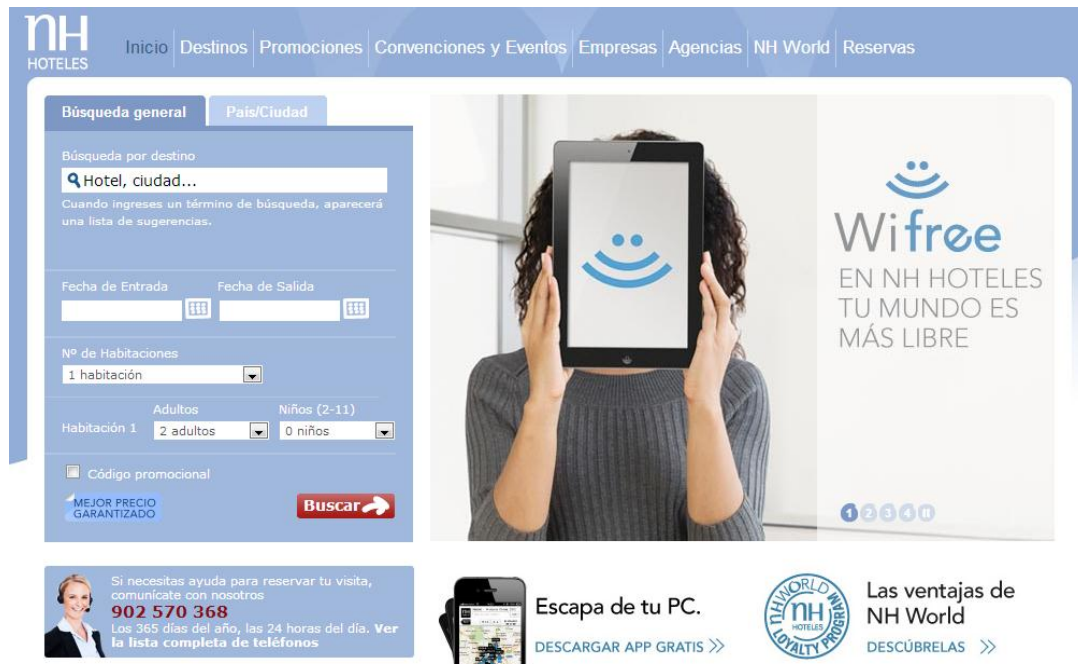 nH
HOTELES
Inicio Destinos Promociones Convenciones y Eventos Empresas Agencias NH World Reservas
Búsqueda general País/Ciudad
Búsqueda por destino
Hotel, ciudad...
Cuando ingreses un término de búsqueda, aparecerá
una lista de sugerencias.
Fecha de Entrada Fecha de Salida
Nº de Habitaciones
1 habitación
Adultos Niños (2-11)
Habitación 1 2 adultos 0 niños
Código promocional
MEJOR PRECIO
GARANTIZADO
Buscar
Wifree
EN NH HOTELES
TU MUNDO ES
MÁS LIBRE
1 2 3 4
Si necesitas ayuda para reservar tu visita,
comunícate con nosotros
902 570 368
Los 365 días del año, las 24 horas del día. Ver
la lista completa de teléfonos
Escapa de tu PC.
DESCARGAR APP GRATIS >>
NH WORLD
nH
HOTELES
LOYALTY PROGRAM
Las ventajas de
NH World
DESCÚBRELAS >>